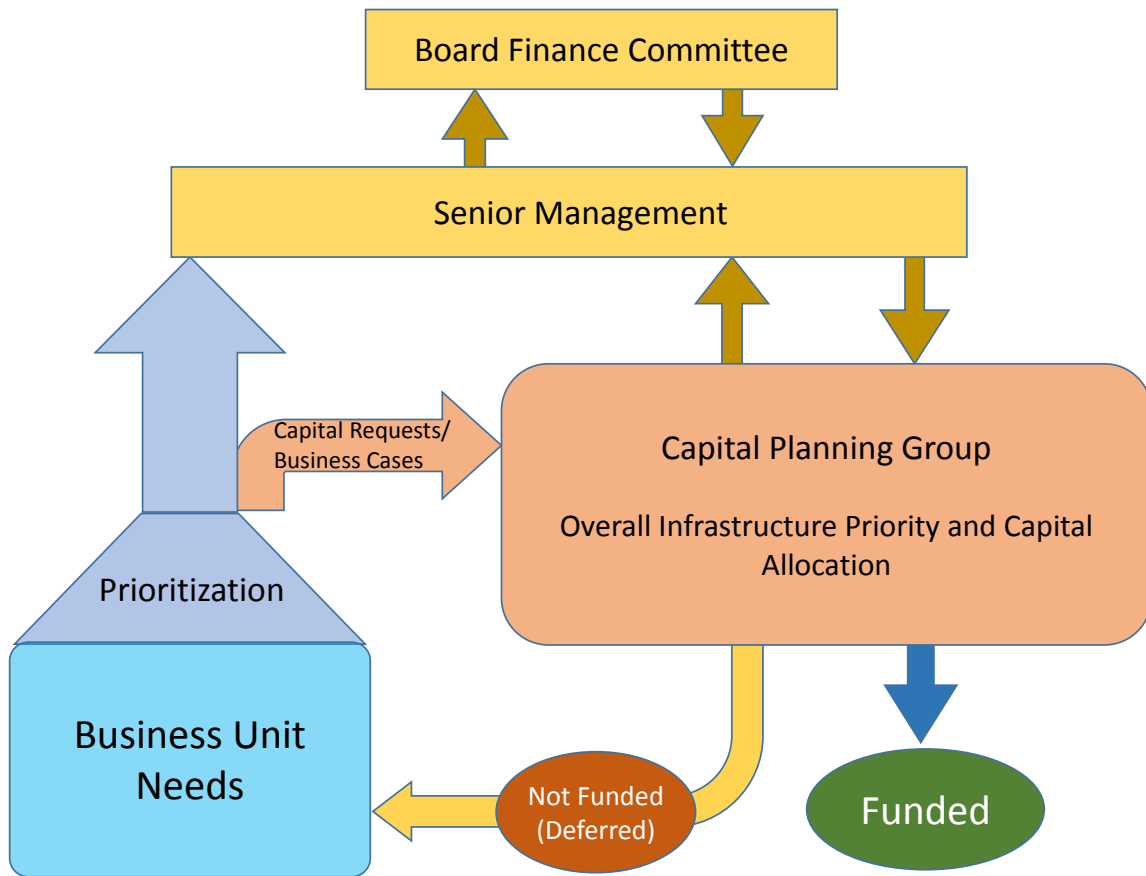 Board Finance Committee
Senior Management
Capital Requests/
Business Cases
Capital Planning Group
Overall Infrastructure Priority and Capital
Allocation
Prioritization
Business Unit
Needs
Not Funded
(Deferred)
Funded